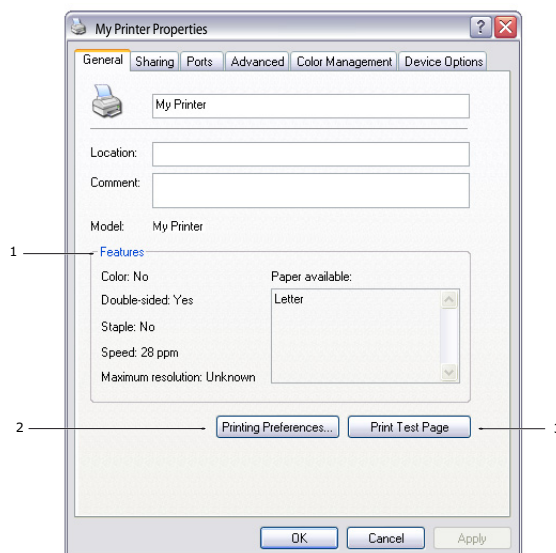 My Printer Properties
General Sharing Ports Advanced Color Management Device Options
My Printer
Location:
Comment:
Model: My Printer
1
Features
Color: No Paper available:
Double-sided: Yes Letter
Staple: No
Speed: 28 ppm
Maximum resolution: Unknown
2 Printing Preferences... Print Test Page
OK Cancel Apply